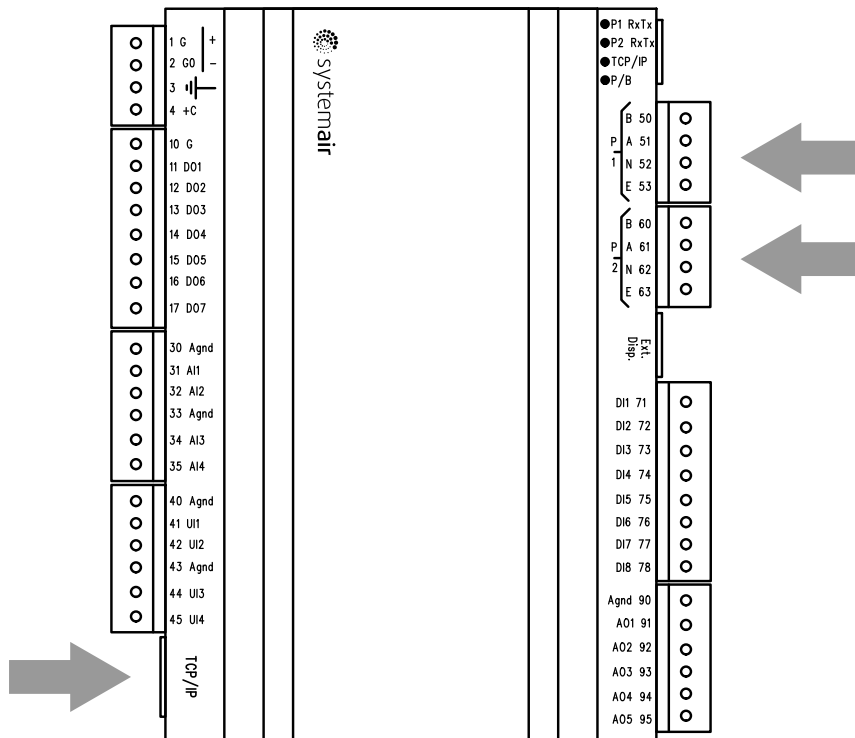 1 G +
2 G0 -
3
4 +C
10 G
11 DO1
12 DO2
13 DO3
14 DO4
15 DO5
16 DO6
17 DO7
30 Agnd
31 AI1
32 AI2
33 Agnd
34 AI3
35 AI4
40 Agnd
41 UI1
42 UI2
43 Agnd
44 UI3
45 UI4
TCP/IP
systemair
P1 RxTx
P2 RxTx
TCP/IP
P/B
P1
B 50
A 51
N 52
E 53
P2
B 60
A 61
N 62
E 63
Ext.
Disp.
DI1 71
DI2 72
DI3 73
DI4 74
DI5 75
DI6 76
DI7 77
DI8 78
Agnd 90
AO1 91
AO2 92
AO3 93
AO4 94
AO5 95